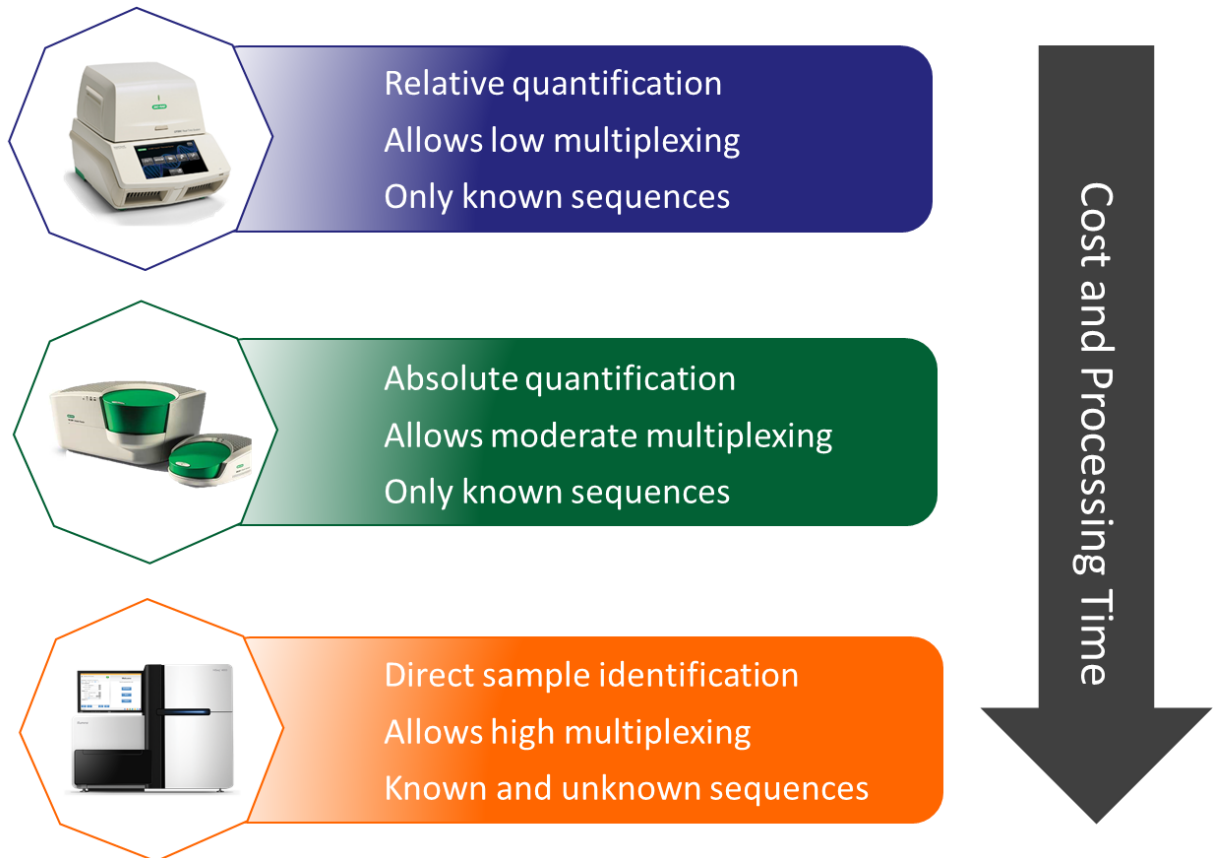 Relative quantification
Allows low multiplexing
Only known sequences
Absolute quantification
Allows moderate multiplexing
Only known sequences
Direct sample identification
Allows high multiplexing
Known and unknown sequences
Cost and Processing Time